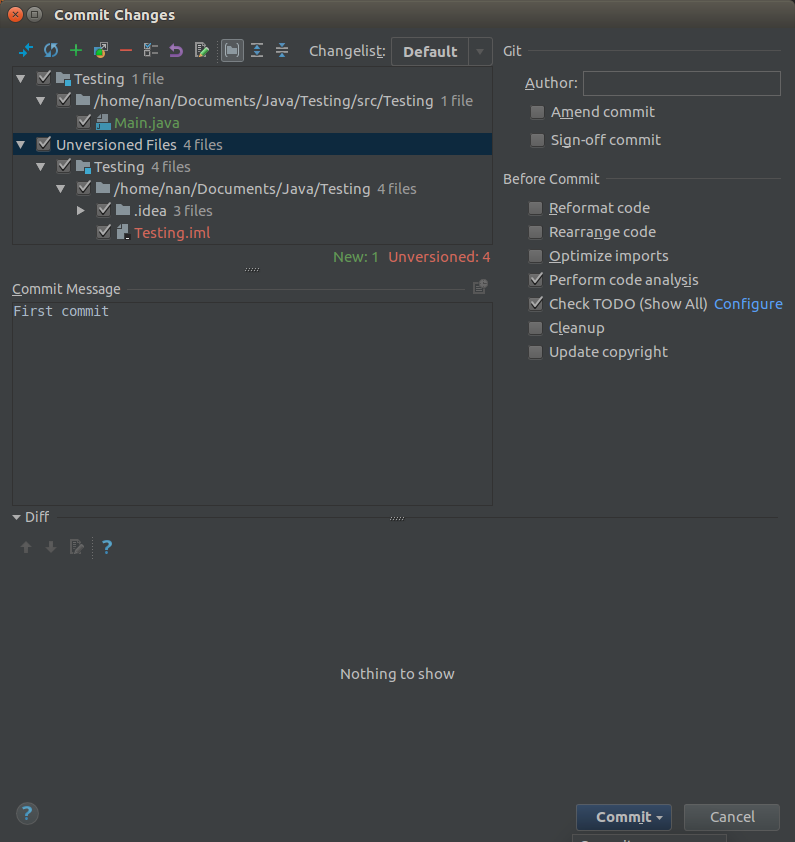 Commit Changes
Changelist: Default
Testing 1 file
/home/nan/Documents/Java/Testing/src/Testing 1 file
Main.java
Unversioned Files 4 files
Testing 4 files
/home/nan/Documents/Java/Testing 4 files
.idea 3 files
Testing.iml
New: 1 Unversioned: 4
Commit Message
First commit
Git
Author:
Amend commit
Sign-off commit
Before Commit
Reformat code
Rearrange code
Optimize imports
Perform code analysis
Check TODO (Show All) Configure
Cleanup
Update copyright
Diff
?
Nothing to show
?
Commit
Cancel